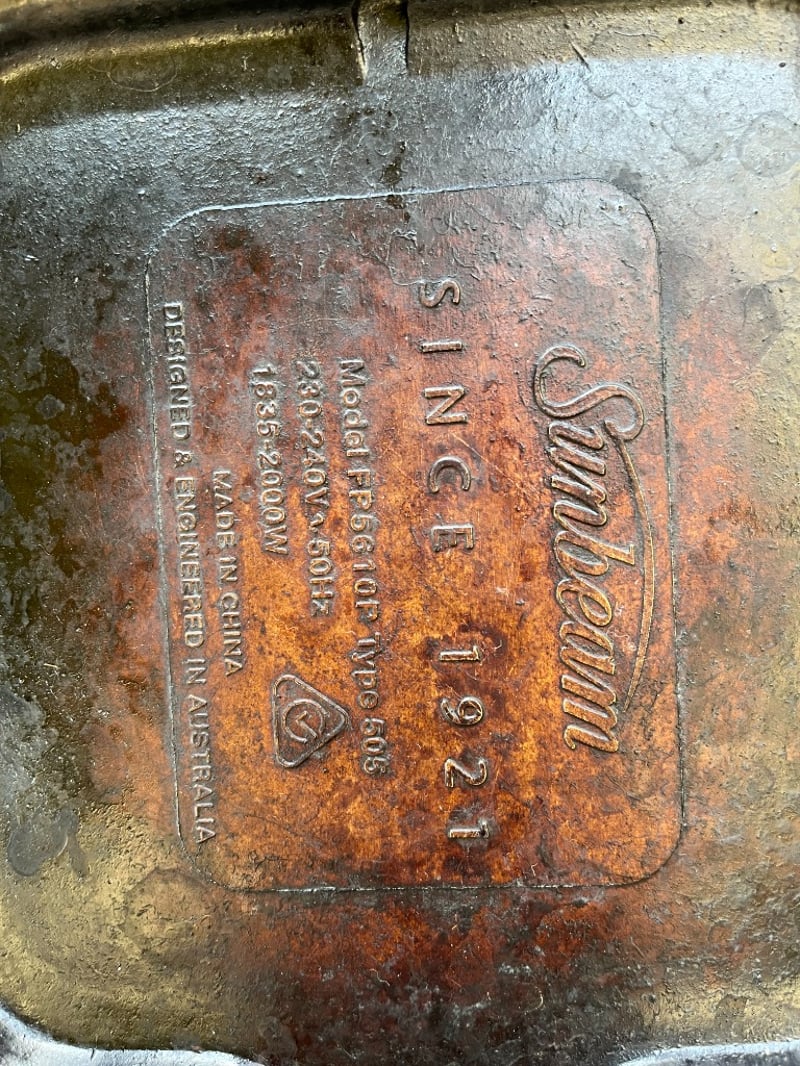 Sunbeam
SINCE 1921
Model FP5610P Type 505
230-240V ~ 50Hz
1835-2000W
MADE IN CHINA
DESIGNED & ENGINEERED IN AUSTRALIA